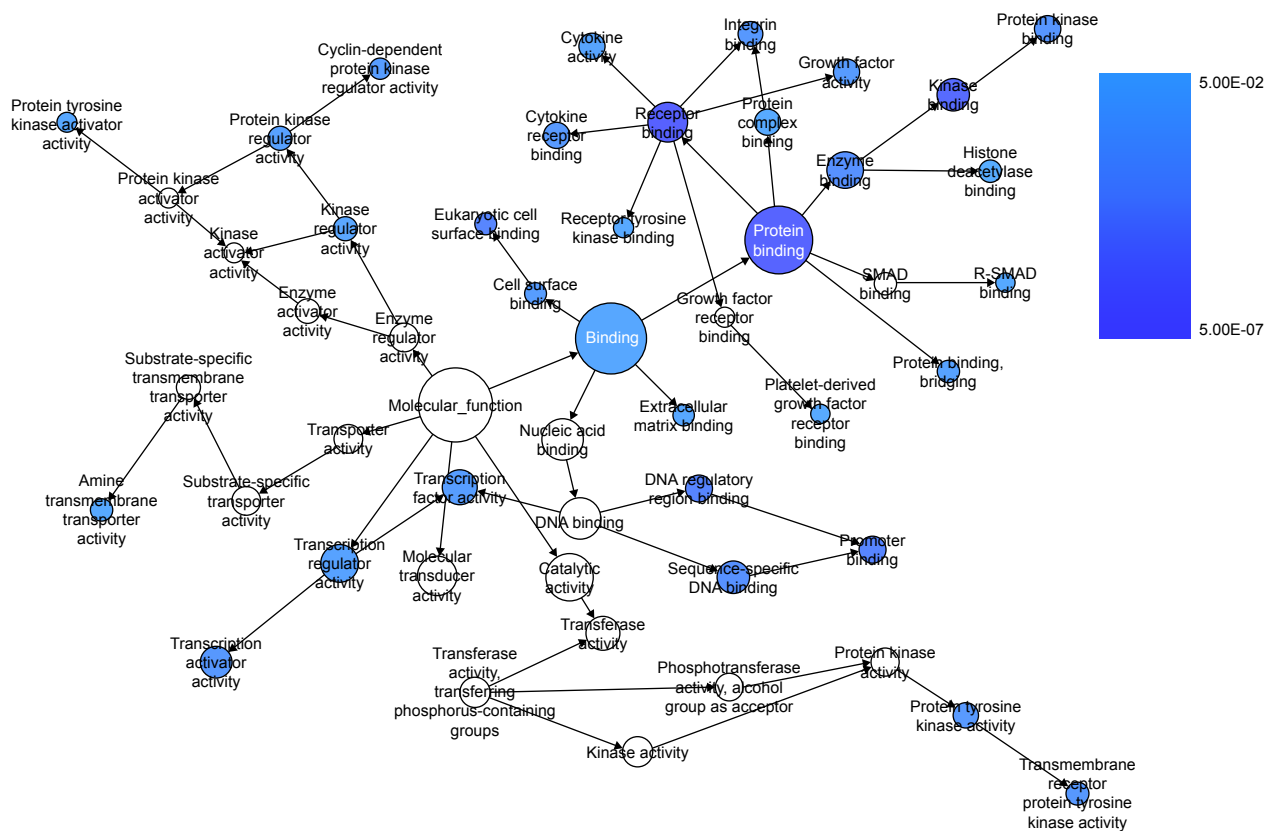 Protein kinase
binding
Integrin
binding
Cytokine
activity
Cyclin-dependent
protein kinase
regulator activity
Growth factor
activity
Kinase
binding
5.00E-02
Protein tyrosine
kinase activator
activity
Protein kinase
regulator
activity
Cytokine
receptor
binding
Receptor
binding
Protein
complex
binding
Enzyme
binding
Histone
deacetylase
binding
Protein kinase
activator
activity
Kinase
activator
activity
Kinase
regulator
activity
Eukaryotic cell
surface binding
Receptor tyrosine
kinase binding
Protein
binding
Cell surface
binding
SMAD
binding
R-SMAD
binding
Enzyme
activator
activity
Enzyme
regulator
activity
Growth factor
receptor
binding
5.00E-07
Binding
Substrate-specific
transmembrane
transporter
activity
Protein binding,
bridging
Platelet-derived
growth factor
receptor
binding
Molecular_function
Extracellular
matrix binding
Transporter
activity
Nucleic acid
binding
Amine
transmembrane
transporter
activity
Substrate-specific
transporter
activity
Transcription
factor activity
DNA regulatory
region binding
DNA binding
Transcription
regulator
activity
Molecular
transducer
activity
Catalytic
activity
Sequence-specific
DNA binding
Promoter
binding
Transferase
activity
Transcription
activator
activity
Transferase
activity,
transferring
phosphorus-containing
groups
Phosphotransferase
activity, alcohol
group as acceptor
Protein kinase
activity
Protein tyrosine
kinase activity
Kinase activity
Transmembrane
receptor
protein tyrosine
kinase activity